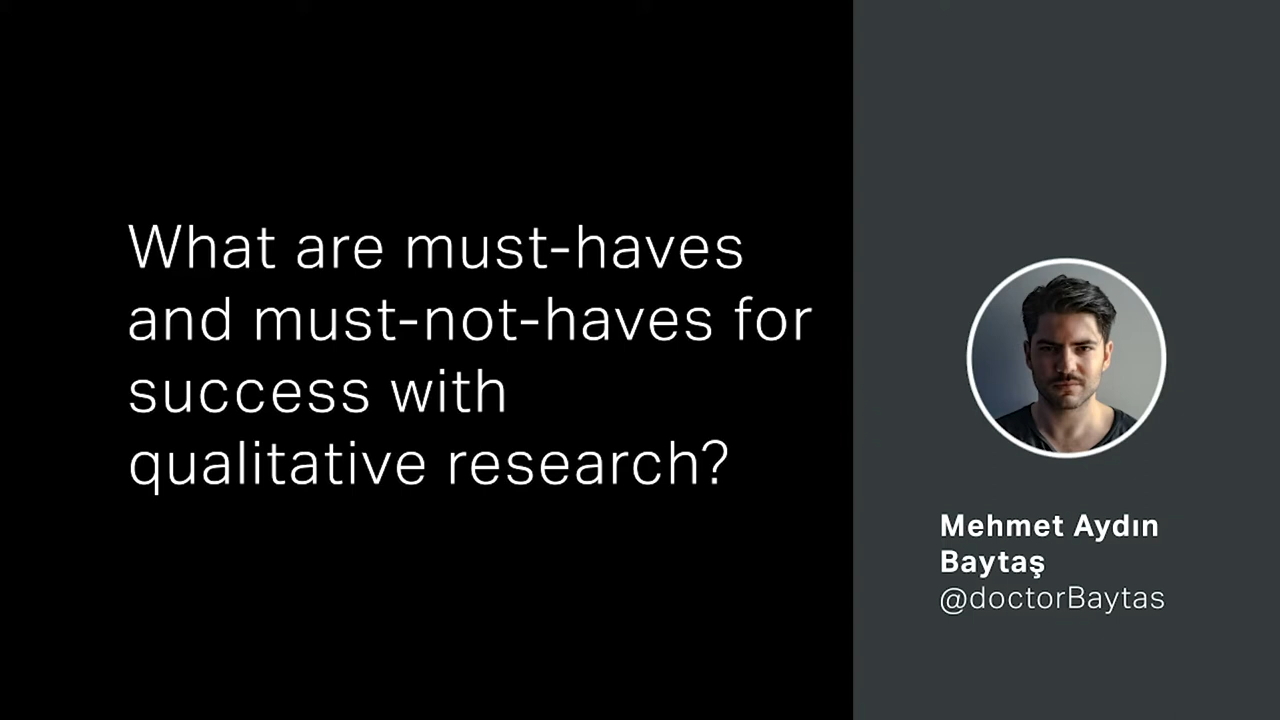 What are must-haves
and must-not-haves for
success with
qualitative research?
Mehmet Aydın
Baytaş
@doctorBaytas